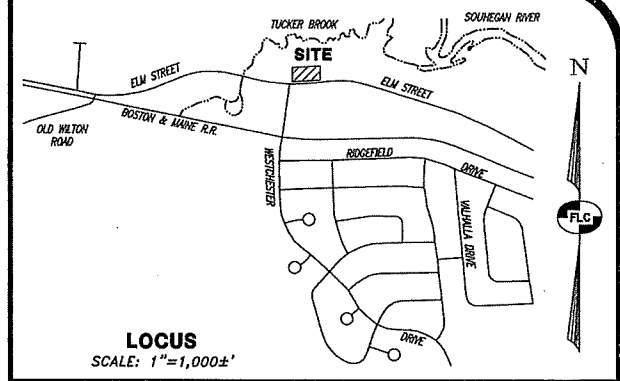 TUCKER BROOK
SOUHEGAN RIVER
SITE
N
ELM STREET
ELM STREET
BOSTON & MAINE R.R.
OLD WILTON
ROAD
RIDGEFIELD
DRIVE
WESTCHESTER
VALHALLA DRIVE
FLC
DRIVE
LOCUS
SCALE: 1"=1,000±'